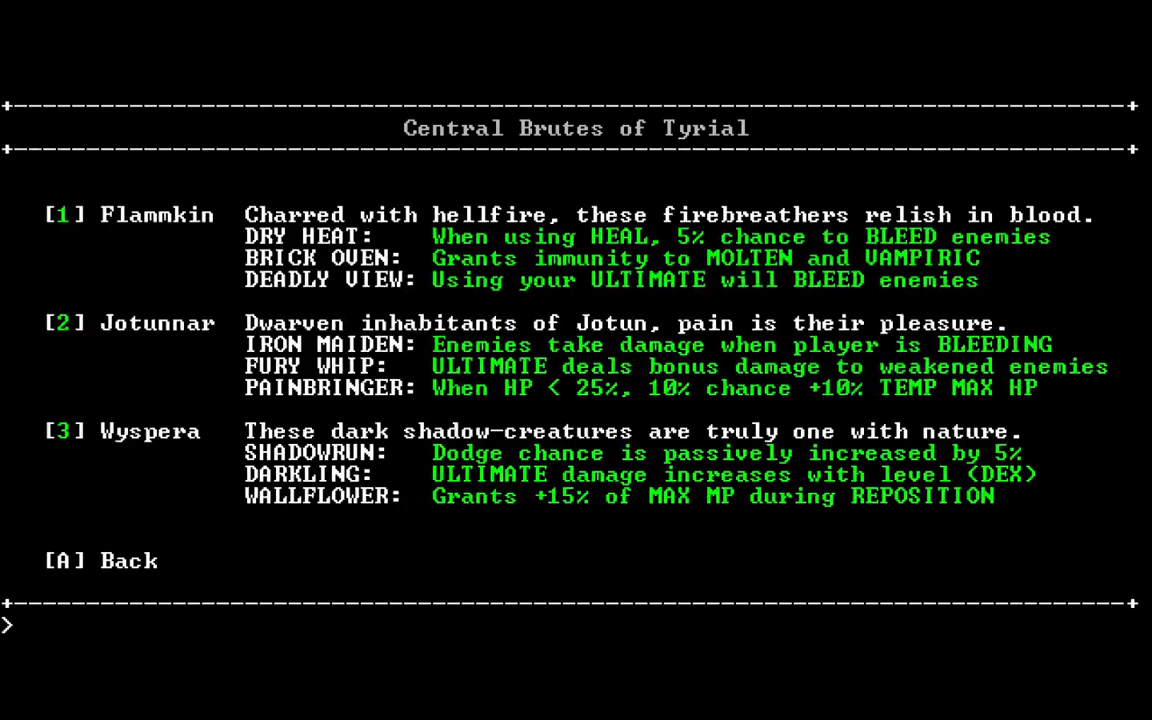 +------------------------------------------------------------------------------+
Central Brutes of Tyrial
+------------------------------------------------------------------------------+
[1] Flammkin Charred with hellfire, these firebreathers relish in blood.
DRY HEAT: When using HEAL, 5% chance to BLEED enemies
BRICK OVEN: Grants immunity to MOLTEN and VAMPIRIC
DEADLY VIEW: Using your ULTIMATE will BLEED enemies
[2] Jotunnar Dwarven inhabitants of Jotun, pain is their pleasure.
IRON MAIDEN: Enemies take damage when player is BLEEDING
FURY WHIP: ULTIMATE deals bonus damage to weakened enemies
PAINBRINGER: When HP < 25%, 10% chance +10% TEMP MAX HP
[3] Wyspera These dark shadow-creatures are truly one with nature.
SHADOWRUN: Dodge chance is passively increased by 5%
DARKLING: ULTIMATE damage increases with level (DEX)
WALLFLOWER: Grants +15% of MAX MP during REPOSITION
[A] Back
+------------------------------------------------------------------------------+
>